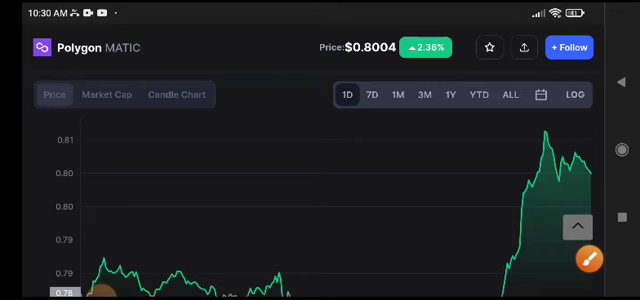 10:30 AM
Polygon MATIC
Price: $0.8004 2.36%
+ Follow
Price Market Cap Candle Chart
1D 7D 1M 3M 1Y YTD ALL LOG
0.81
0.80
0.80
0.79
0.79
0.78